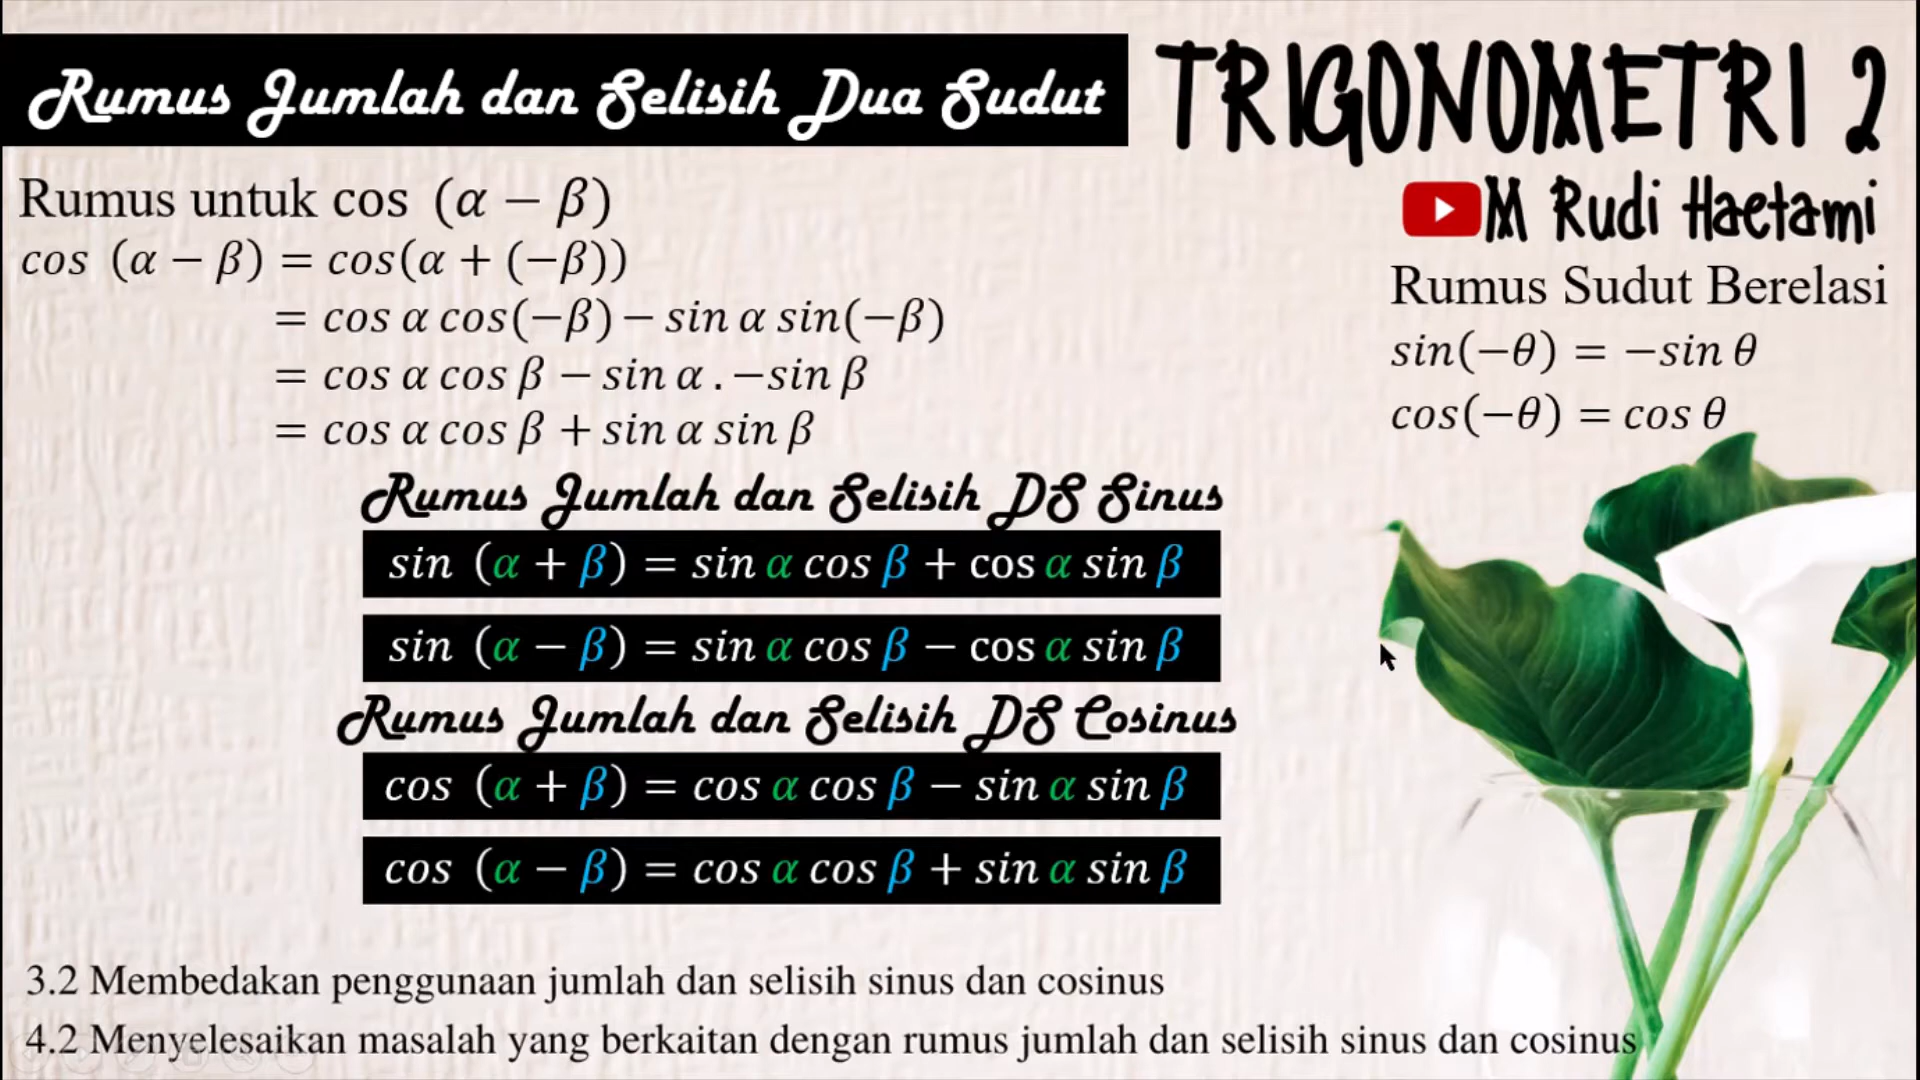 Rumus Jumlah dan Selisih Dua Sudut
TRIGONOMETRI 2
M Rudi Haetami
Rumus untuk cos (α − β)
cos (α − β) = cos(α + (−β))
= cos α cos(−β) − sin α sin(−β)
= cos α cos β − sin α . −sin β
= cos α cos β + sin α sin β
Rumus Sudut Berelasi
sin(−θ) = −sin θ
cos(−θ) = cos θ
Rumus Jumlah dan Selisih DS Sinus
sin (α + β) = sin α cos β + cos α sin β
sin (α − β) = sin α cos β − cos α sin β
Rumus Jumlah dan Selisih DS Cosinus
cos (α + β) = cos α cos β − sin α sin β
cos (α − β) = cos α cos β + sin α sin β
3.2 Membedakan penggunaan jumlah dan selisih sinus dan cosinus
4.2 Menyelesaikan masalah yang berkaitan dengan rumus jumlah dan selisih sinus dan cosinus